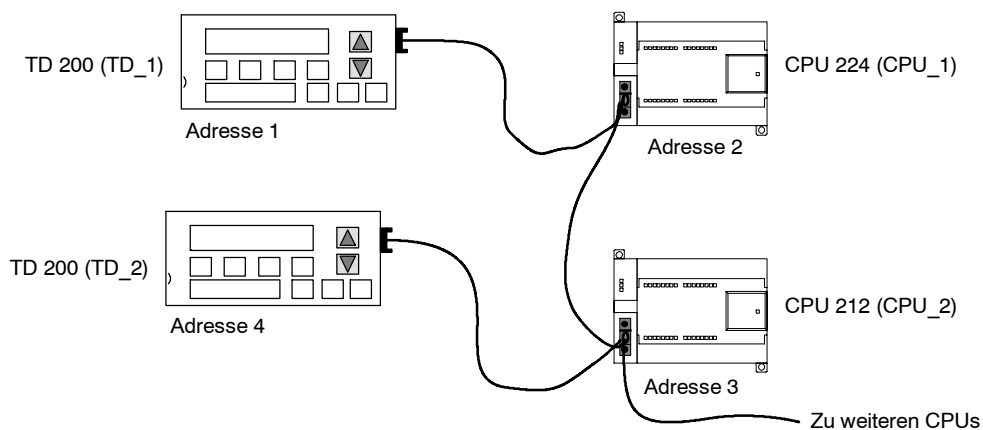 TD 200 (TD_1)
CPU 224 (CPU_1)
Adresse 1
Adresse 2
TD 200 (TD_2)
CPU 212 (CPU_2)
Adresse 4
Adresse 3
Zu weiteren CPUs